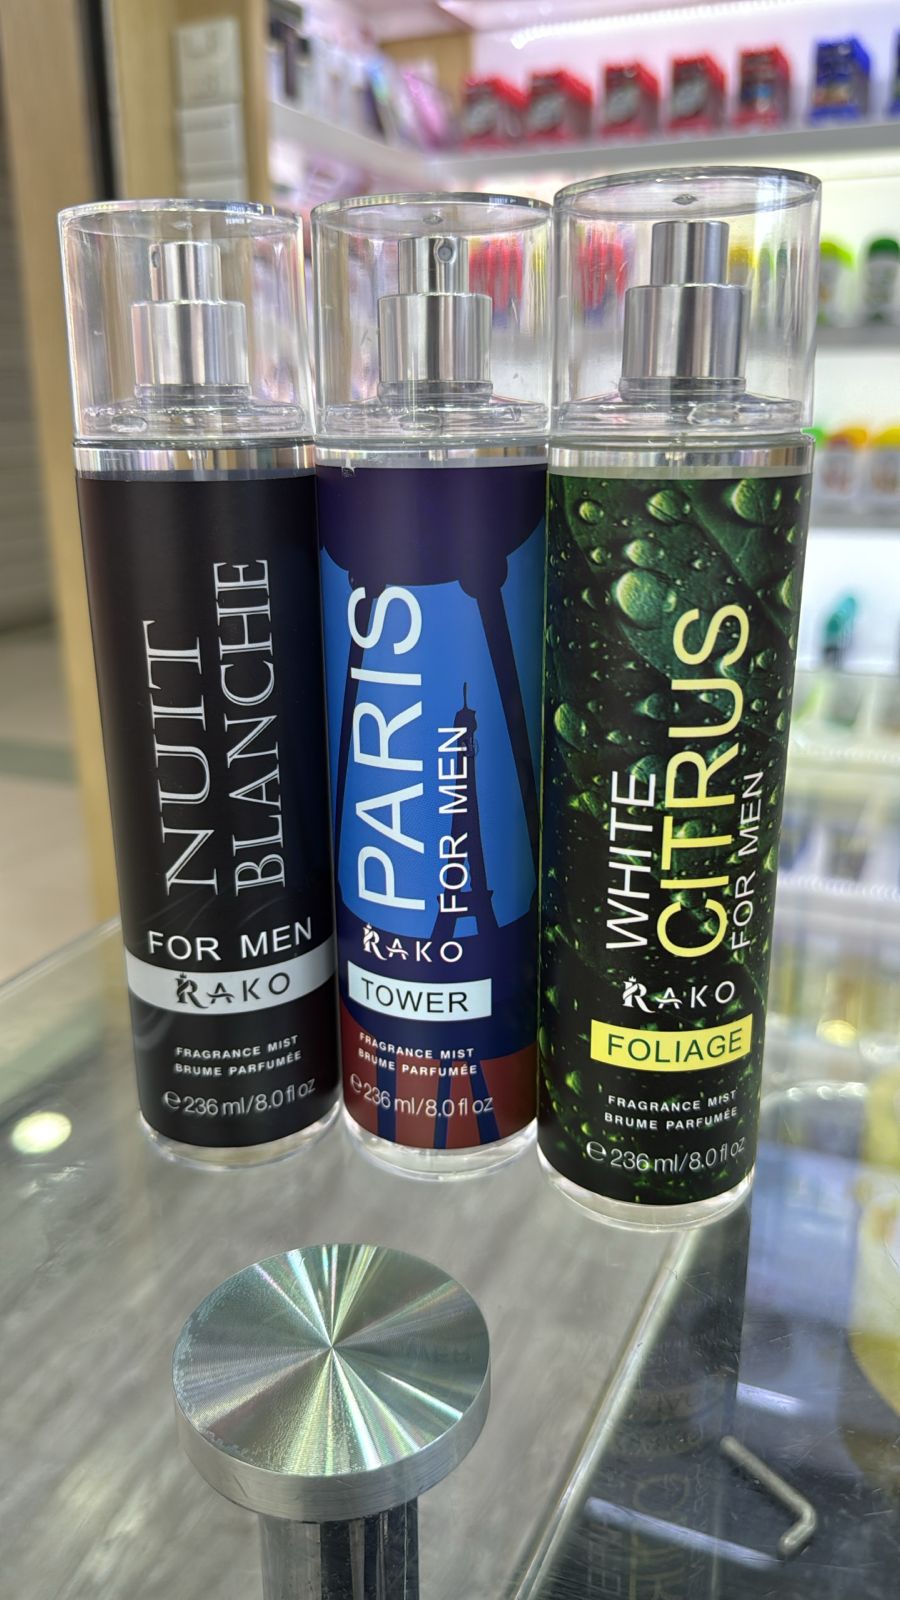 NUIT
BLANCHE
FOR MEN
RAKO
FRAGRANCE MIST
BRUME PARFUMÉE
℮ 236 ml/8.0 fl oz
PARIS
FOR MEN
RAKO
TOWER
FRAGRANCE MIST
BRUME PARFUMÉE
℮ 236 ml/8.0 fl oz
WHITE
CITRUS
FOR MEN
RAKO
FOLIAGE
FRAGRANCE MIST
BRUME PARFUMÉE
℮ 236 ml/8.0 fl oz